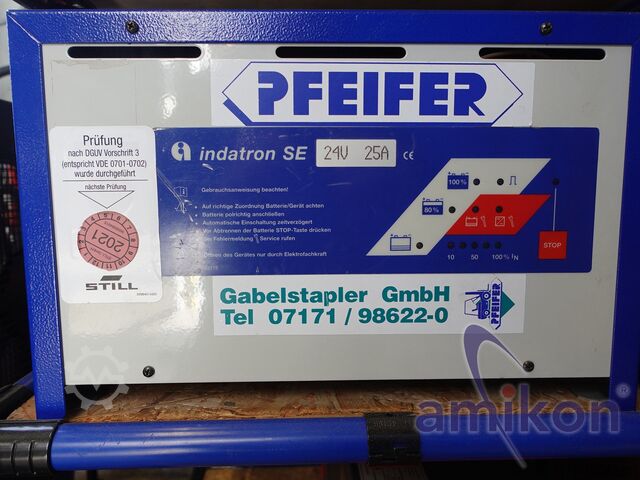 PFEIFER
Prüfung
nach DGUV Vorschrift 3
(entspricht VDE 0701-0702)
wurde durchgeführt
nächste Prüfung
2021
STILL
indatron SE 24V 25A CE
Gebrauchsanweisung beachten!
Auf richtige Zuordnung Batterie/Gerät achten
Batterie polrichtig anschließen
Automatische Einschaltung zeitverzögert
Vor Abtrennen der Batterie STOP-Taste drücken
Bei Fehlermeldung Service rufen
Öffnen des Gerätes nur durch Elektrofachkraft
100%
80%
10 50 100% IN
STOP
Gabelstapler GmbH
Tel 07171 / 98622-0
PFEIFER
amikon